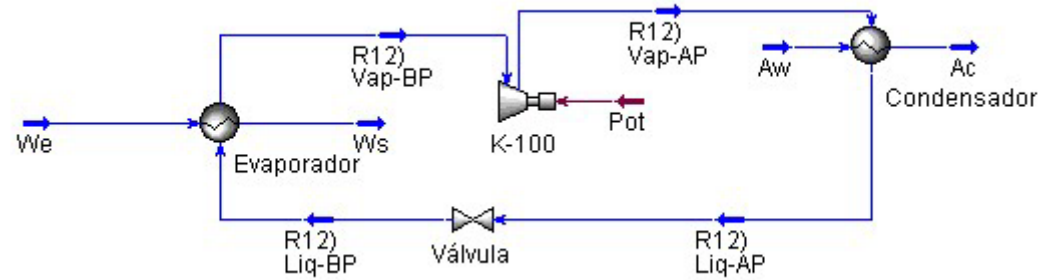 R12)
Vap-BP
R12)
Vap-AP
Aw
Ac
Condensador
We
Ws
Evaporador
K-100
Pot
R12)
Liq-BP
Válvula
R12)
Liq-AP